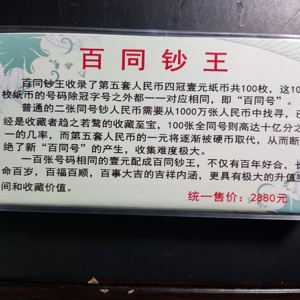 百同钞王
百同钞王收录了第五套人民币四冠壹元纸币共100枚，这10
枚纸币的号码除冠字号之外都一一对应相同，即“百同号”。
普通的二张同号钞人民币需要从1000万张人民币中找寻，已
经是收藏者趋之若鹜的收藏至宝，100张全同号则高达十亿分
一的几率，而第五套人民币的一元将逐渐被硬币取代，从而断
绝了新“百同号”的产生，收集难度极大。
一百张号码相同的壹元配成百同钞王，不仅有百年好合，长
命百岁，百福百顺，百事大吉的吉祥内涵，更具有极大的升值空
间和收藏价值。
统一售价：2880元